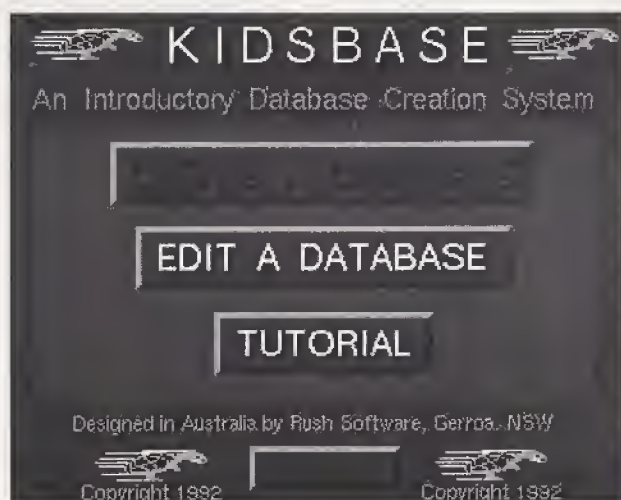 KIDSBASE
An Introductory Database Creation System
EDIT A DATABASE
TUTORIAL
Designed in Australia by Rush Software, Gerroa. NSW
Copyright 1992
Copyright 1992